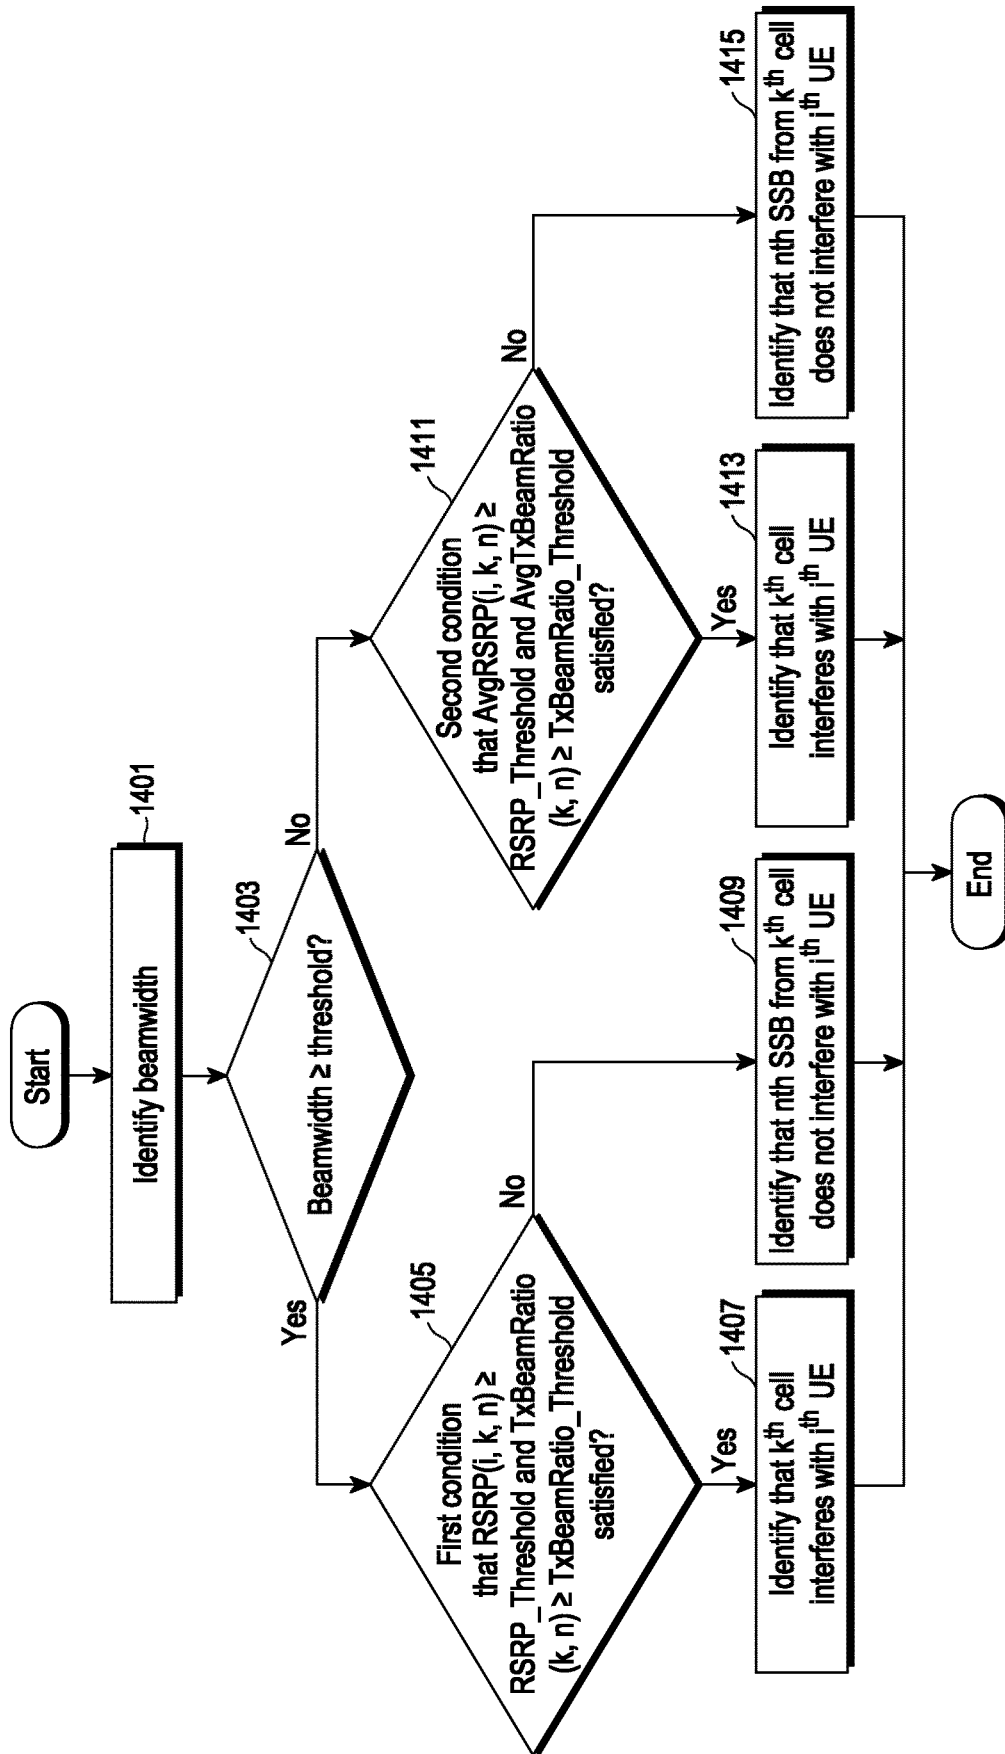 Start
1401
Identify beamwidth
1403
Beamwidth ≥ threshold?
Yes
No
1405
First condition
that RSRP(i, k, n) ≥
RSRP_Threshold and TxBeamRatio
(k, n) ≥ TxBeamRatio_Threshold
satisfied?
No
Yes
1411
Second condition
that AvgRSRP(i, k, n) ≥
RSRP_Threshold and AvgTxBeamRatio
(k, n) ≥ TxBeamRatio_Threshold
satisfied?
No
Yes
1407
Identify that kth cell
interferes with ith UE
1409
Identify that nth SSB from kth cell
does not interfere with ith UE
1413
Identify that kth cell
interferes with ith UE
1415
Identify that nth SSB from kth cell
does not interfere with ith UE
End